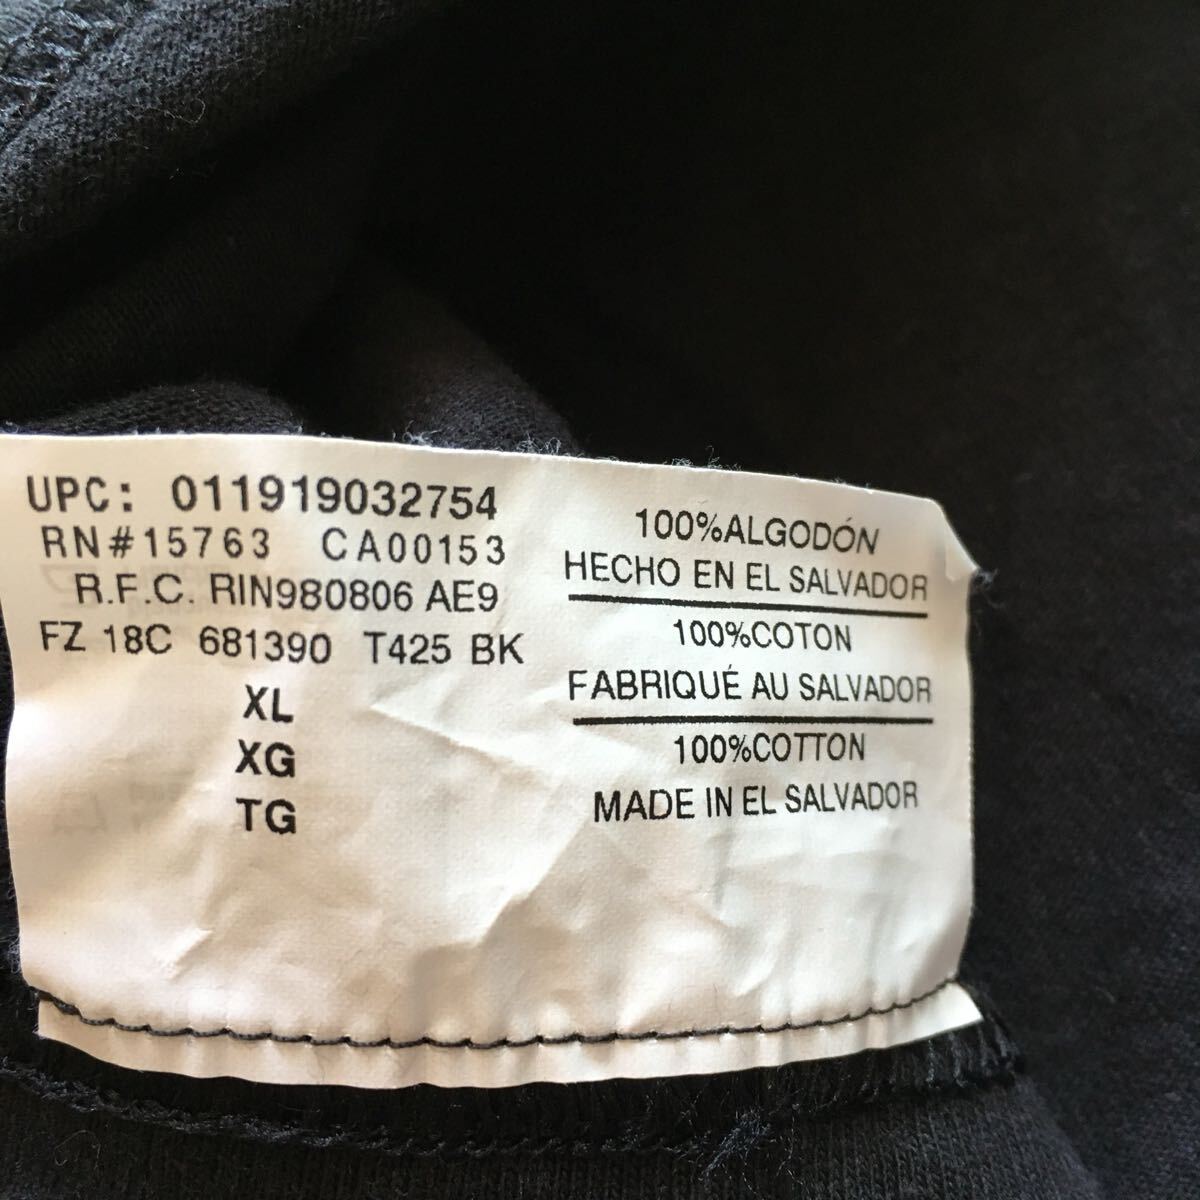 UPC: 011919032754
RN#15763 CA00153
R.F.C. RIN980806 AE9
FZ 18C 681390 T425 BK
XL
XG
TG
100%ALGODÓN
HECHO EN EL SALVADOR
100%COTON
FABRIQUÉ AU SALVADOR
100%COTTON
MADE IN EL SALVADOR